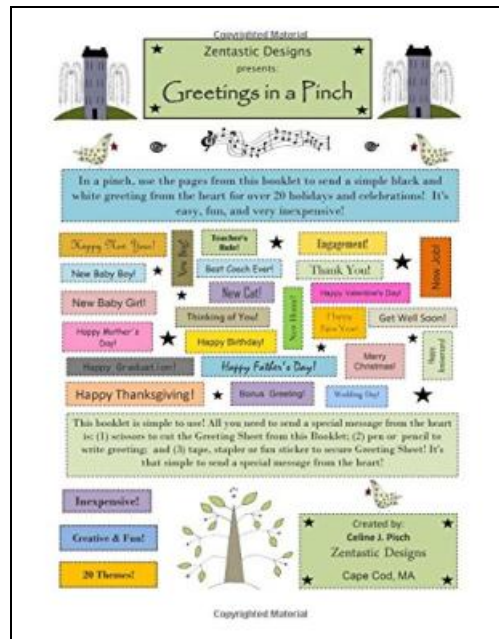 Copyrighted Material
Zentastic Designs
presents:
Greetings in a Pinch
In a pinch, use the pages from this booklet to send a simple black and
white greeting from the heart for over 20 holidays and celebrations! It's
easy, fun, and very inexpensive!
Happy New Year!
New Dog!
Teacher's
Rule!
Engagement!
New Job!
New Baby Boy!
Best Coach Ever!
Thank You!
New Baby Girl!
New Cat!
Happy Valentine's Day!
Thinking of You!
New Home!
Happy
New Year!
Get Well Soon!
Happy Mother's
Day!
Happy Birthday!
Happy
Happy Graduation!
Happy Father's Day!
Merry
Christmas!
Happy Thanksgiving!
Bonus Greeting!
Wedding Day!
This booklet is simple to use! All you need to send a special message from the heart
is: (1) scissors to cut the Greeting Sheet from this Booklet; (2) pen or pencil to
write greeting; and (3) tape, stapler or fun sticker to secure Greeting Sheet! It's
that simple to send a special message from the heart!
Inexpensive!
Creative & Fun!
20 Themes!
Created by:
Celine J. Pisch
Zentastic Designs
Cape Cod, MA
Copyrighted Material